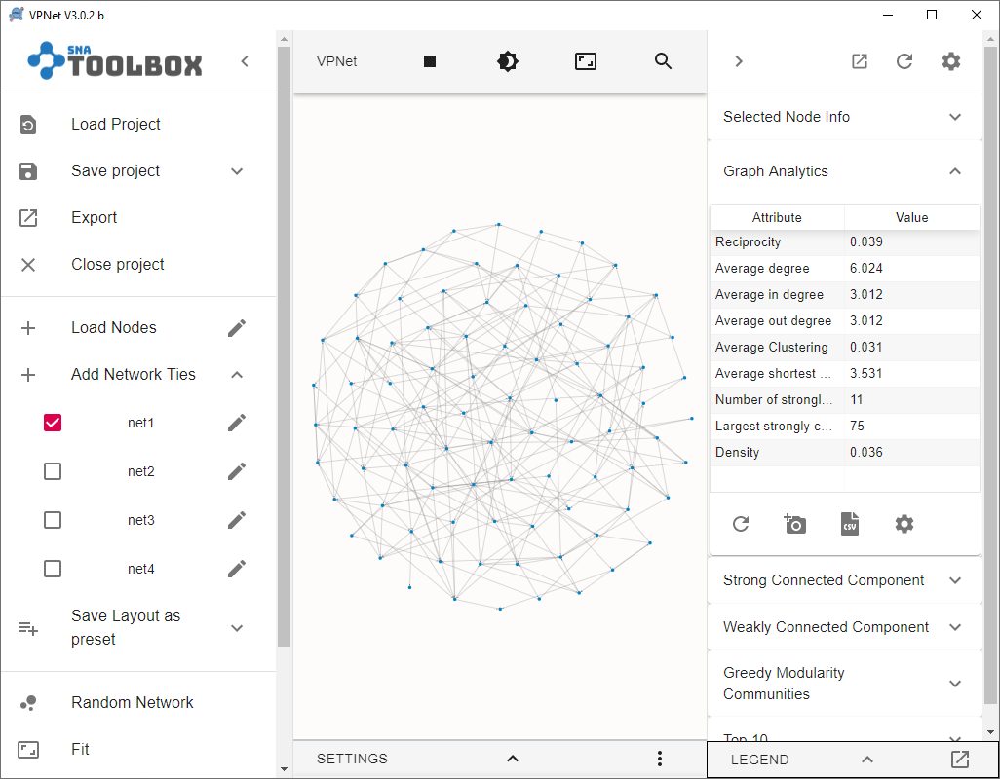 VPNet V3.0.2 b
SNA
TOOLBOX
Load Project
Save project
Export
Close project
Load Nodes
Add Network Ties
net1
net2
net3
net4
Save Layout as
preset
Random Network
Fit
VPNet
SETTINGS
Selected Node Info
Graph Analytics
Attribute Value
Reciprocity 0.039
Average degree 6.024
Average in degree 3.012
Average out degree 3.012
Average Clustering 0.031
Average shortest ... 3.531
Number of strongl... 11
Largest strongly c... 75
Density 0.036
CSV
Strong Connected Component
Weakly Connected Component
Greedy Modularity
Communities
Top 10
LEGEND